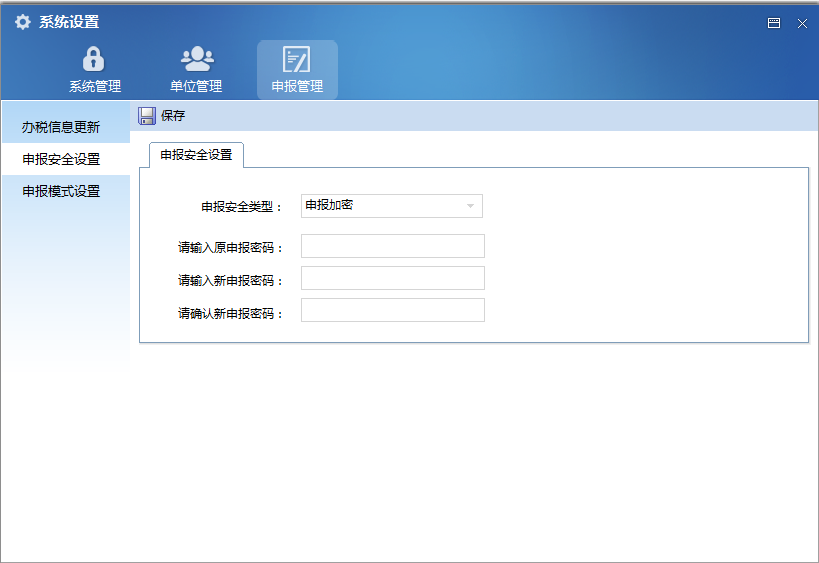 系统设置
系统管理
单位管理
申报管理
办税信息更新
申报安全设置
申报模式设置
保存
申报安全设置
申报安全类型：
申报加密
请输入原申报密码：
请输入新申报密码：
请确认新申报密码：